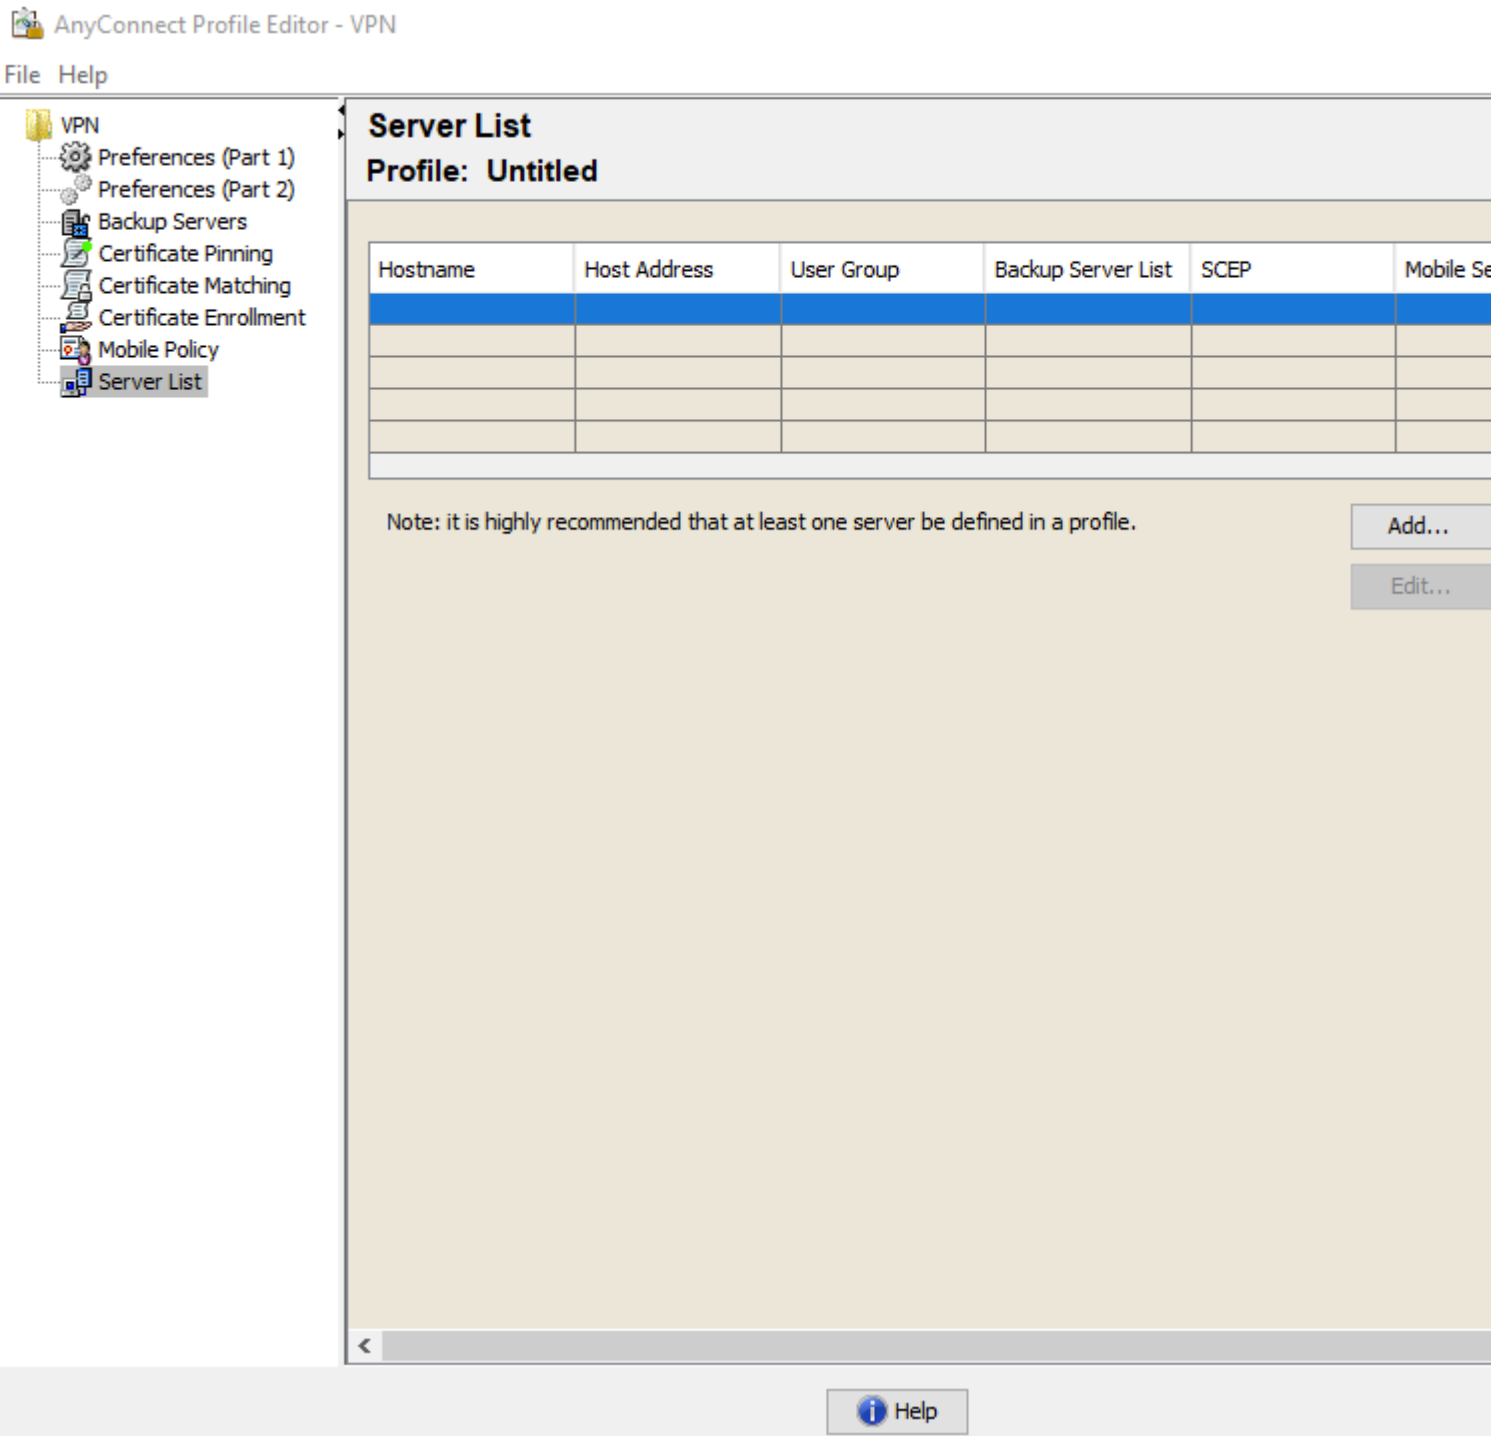 AnyConnect Profile Editor - VPN
File Help
VPN
Preferences (Part 1)
Preferences (Part 2)
Backup Servers
Certificate Pinning
Certificate Matching
Certificate Enrollment
Mobile Policy
Server List
Server List
Profile: Untitled
Hostname Host Address User Group Backup Server List SCEP Mobile Se
Note: it is highly recommended that at least one server be defined in a profile.
Add...
Edit...
Help